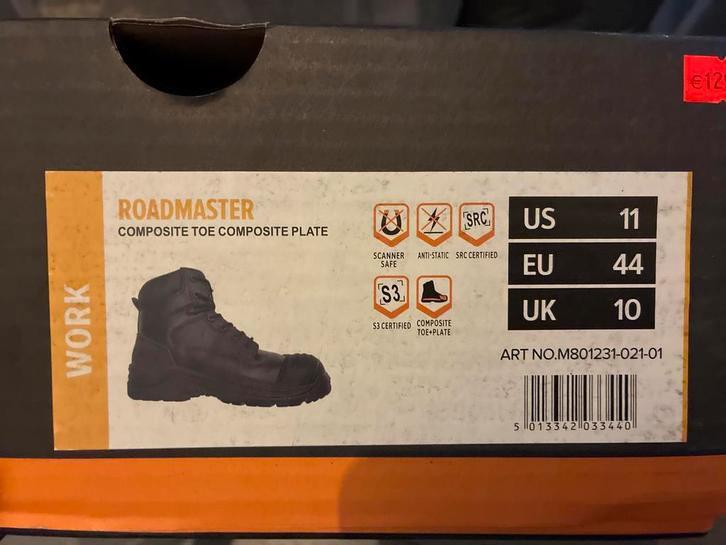 WORK
ROADMASTER
COMPOSITE TOE COMPOSITE PLATE
SCANNER SAFE
ANTI-STATIC
SRC
SRC CERTIFIED
S3
S3 CERTIFIED
COMPOSITE TOE+PLATE
US 11
EU 44
UK 10
ART NO.M801231-021-01
5 013342 033440